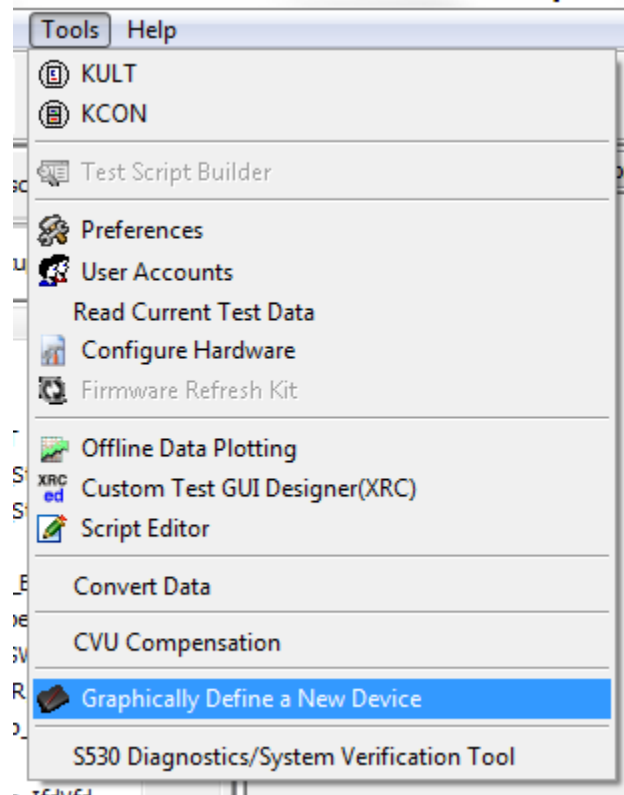 Tools Help
KULT
KCON
Test Script Builder
Preferences
User Accounts
Read Current Test Data
Configure Hardware
Firmware Refresh Kit
Offline Data Plotting
XRC
ed
Custom Test GUI Designer(XRC)
Script Editor
Convert Data
CVU Compensation
Graphically Define a New Device
S530 Diagnostics/System Verification Tool